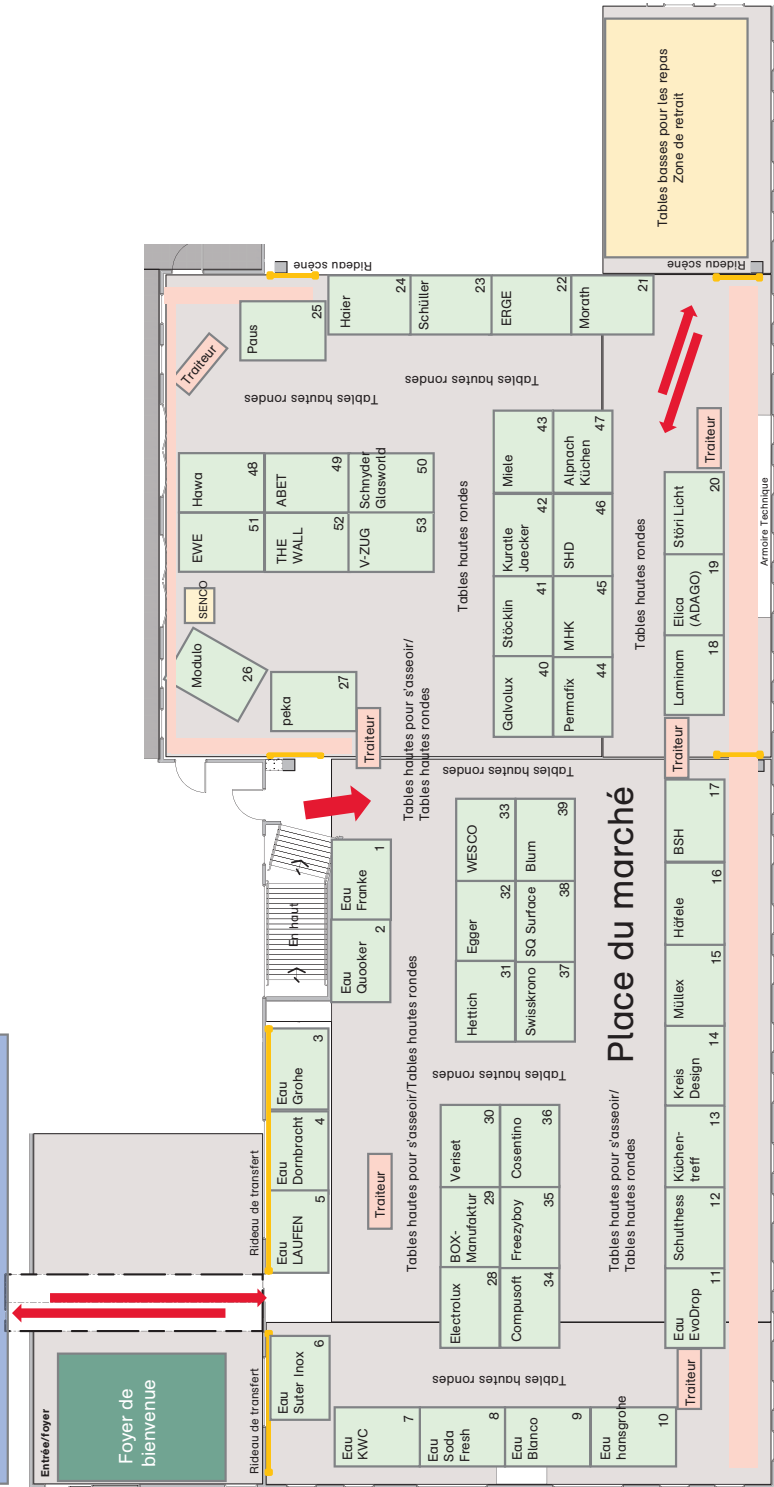 Entrée/foyer
Foyer de
bienvenue
Rideau de transfert
Rideau de transfert
Eau
Suter Inox
6
Eau
LAUFEN
5
Eau
Dornbracht
4
Eau
Grohe
3
En haut
Eau
Quooker
2
Eau
Franke
1
Eau
KWC
7
Eau
Soda
Fresh
8
Eau
Blanco
9
Eau
hansgrohe
10
Tables hautes rondes
Traiteur
Traiteur
Tables hautes pour s'asseoir/Tables hautes rondes
Electrolux
28
BOX-
Manufaktur
29
Veriset
30
Compusoft
34
Freezyboy
35
Cosentino
36
Tables hautes rondes
Hettich
31
Egger
32
WESCO
33
Swisskrono
37
SQ Surface
38
Blum
39
Tables hautes rondes
Tables hautes pour s'asseoir/
Tables hautes rondes
Place du marché
Eau
EvoDrop
11
Schulthess
12
Küchen-
treff
13
Kreis
Design
14
Müllex
15
Häfele
16
BSH
17
Traiteur
Tables hautes pour s'asseoir/
Tables hautes rondes
Traiteur
peka
27
Modulo
26
SENCO
EWE
51
Hawa
48
THE
WALL
52
ABET
49
V-ZUG
53
Schnyder
Glasworld
50
Traiteur
Paus
25
Tables hautes rondes
Tables hautes rondes
Rideau scène
Haier
24
Schüller
23
ERGE
22
Morath
21
Tables hautes rondes
Galvolux
40
Stöcklin
41
Kuratle
Jaecker
42
Miele
43
Permafix
44
MHK
45
SHD
46
Alpnach
Küchen
47
Tables hautes rondes
Laminam
18
Elica
(ADAGO)
19
Störi Licht
20
Traiteur
Armoire Technique
Rideau scène
Tables basses pour les repas
Zone de retrait